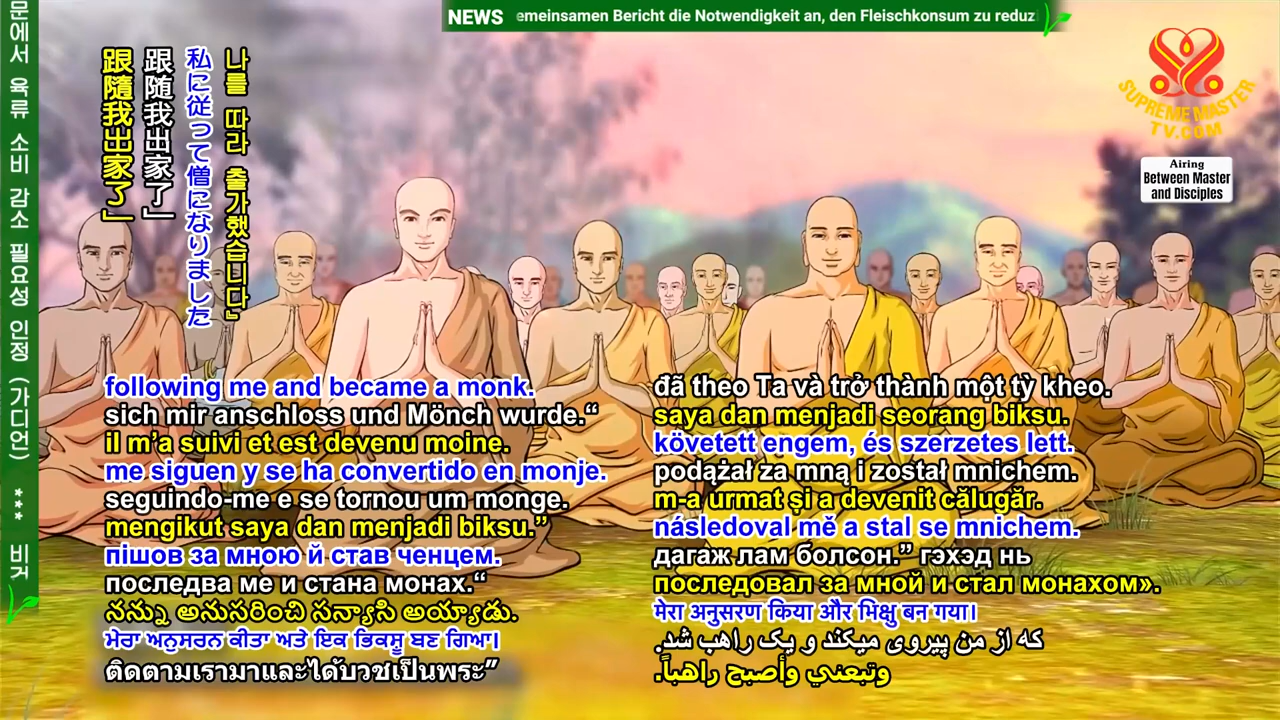 NEWS emeinsamen Bericht die Notwendigkeit an, den Fleischkonsum zu reduz
문에서 육류 소비 감소 필요성 인정 (가디언) *** 비거
SUPREME MASTER
TV.COM
Airing
Between Master
and Disciples
나를 따라 출가했습니다』
私に従って僧になりました
跟随我出家了」
跟隨我出家了」
following me and became a monk.
sich mir anschloss und Mönch wurde.“
il m’a suivi et est devenu moine.
me siguen y se ha convertido en monje.
seguindo-me e se tornou um monge.
mengikut saya dan menjadi biksu.”
пішов за мною й став ченцем.
последва ме и стана монах.“
నన్ను అనుసరించి సన్యాసి అయ్యాడు.
ਮੇਰਾ ਅਨੁਸਰਨ ਕੀਤਾ ਅਤੇ ਇਕ ਭਿਕਸ਼ੂ ਬਣ ਗਿਆ।
ติดตามเรามาและได้บวชเป็นพระ”
đã theo Ta và trở thành một tỳ kheo.
saya dan menjadi seorang biksu.
követett engem, és szerzetes lett.
podążał za mną i został mnichem.
m-a urmat și a devenit călugăr.
následoval mě a stal se mnichem.
дагаж лам болсон.” гэхэд нь
последовал за мной и стал монахом».
मेरा अनुसरण किया और भिक्षु बन गया।
که از من پیروی میکند و یک راهب شد.
وتبعني وأصبح راهباً.